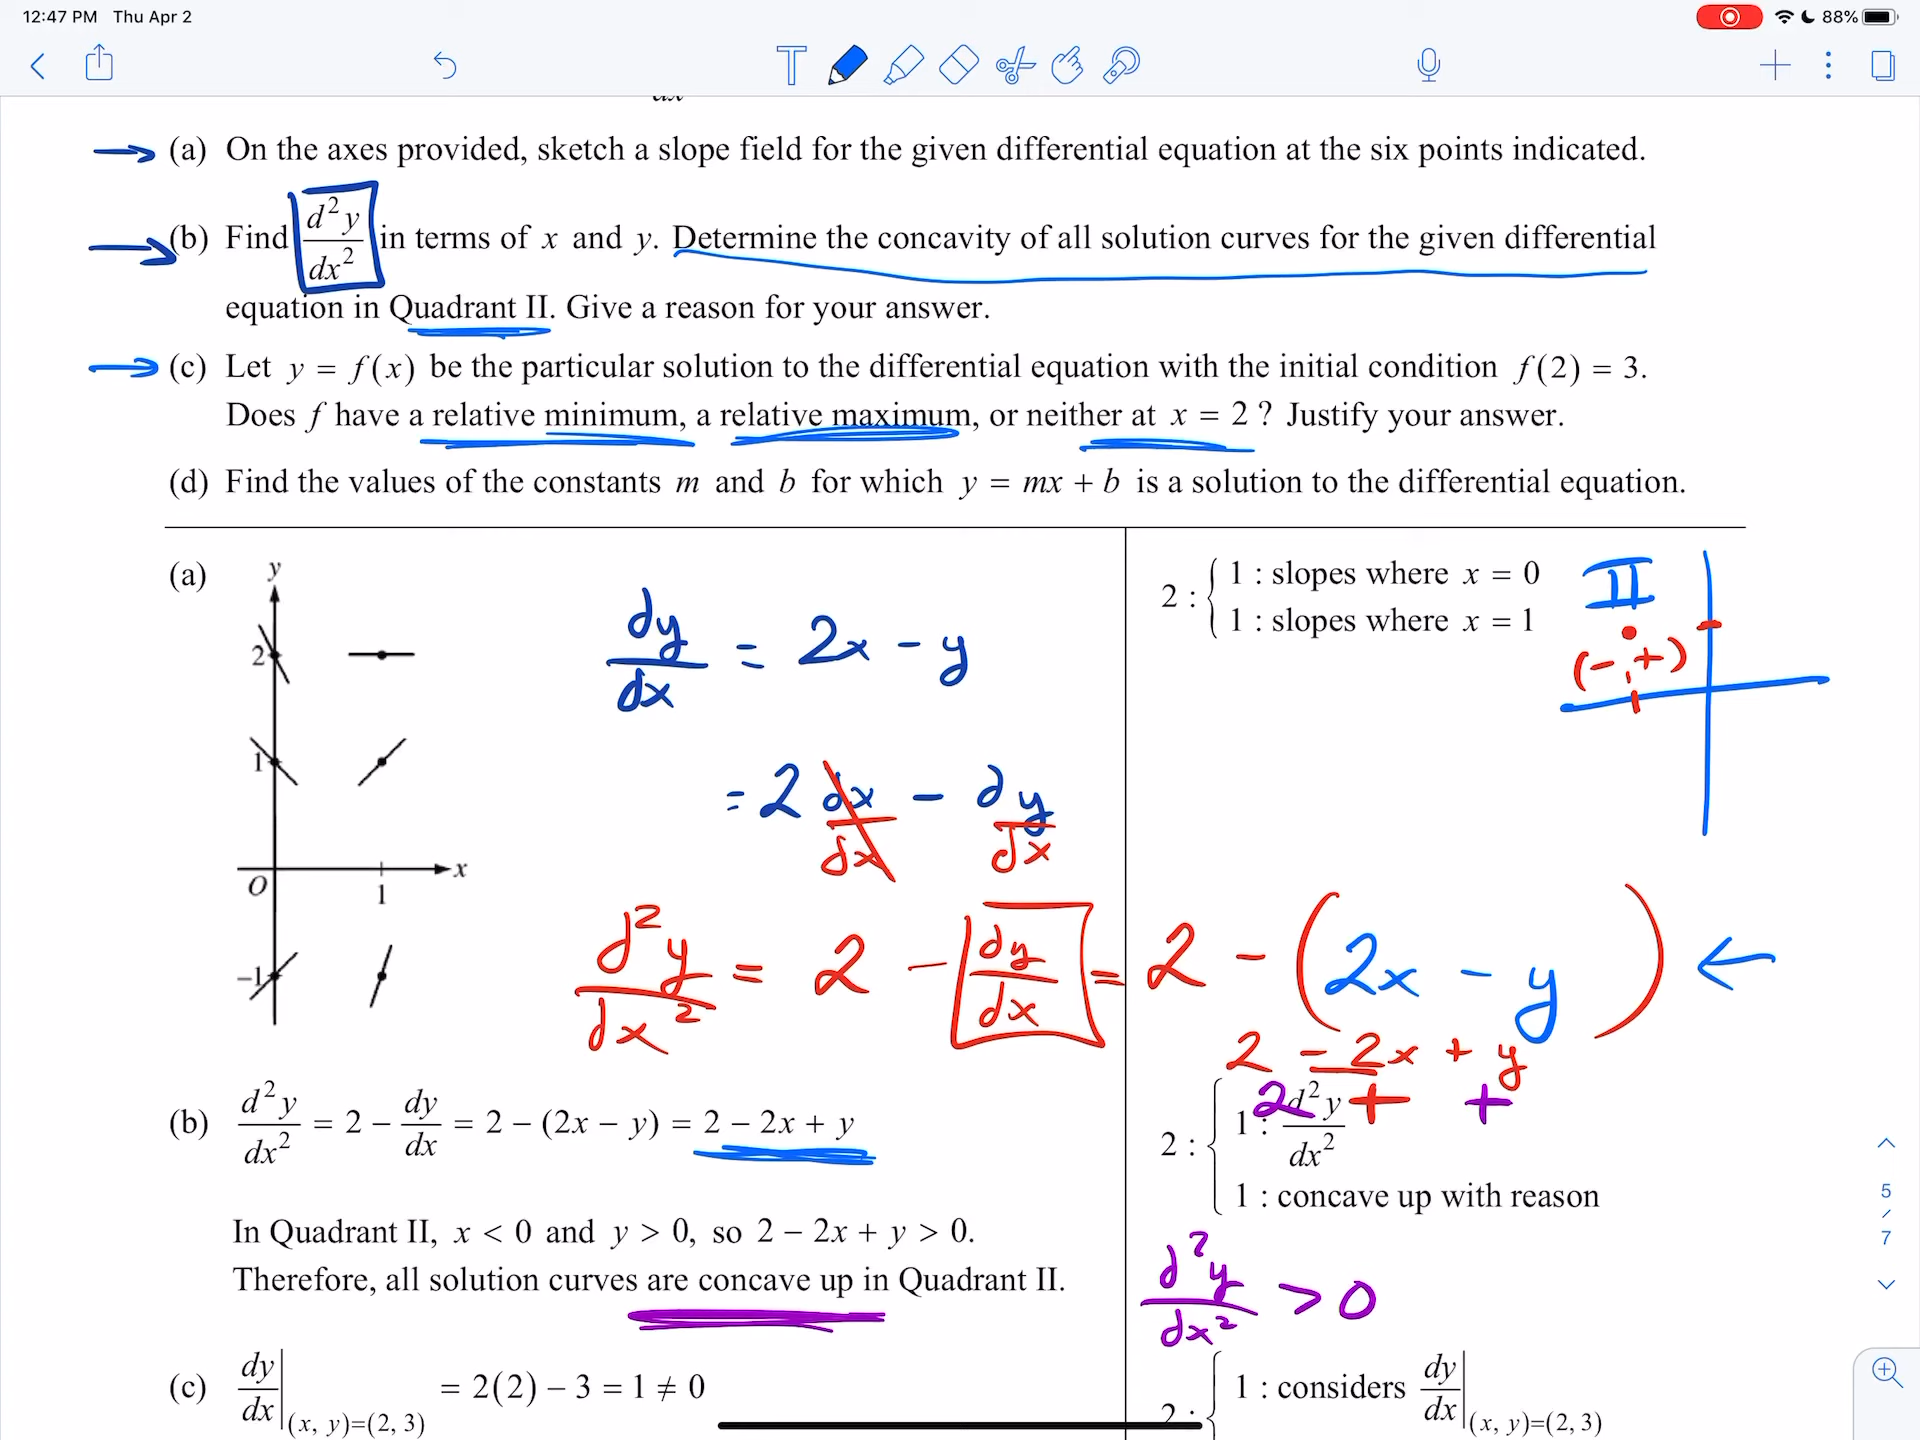 12:47 PM Thu Apr 2
88%
(a) On the axes provided, sketch a slope field for the given differential equation at the six points indicated.
(b) Find d²y/dx² in terms of x and y. Determine the concavity of all solution curves for the given differential
equation in Quadrant II. Give a reason for your answer.
(c) Let y = f(x) be the particular solution to the differential equation with the initial condition f(2) = 3.
Does f have a relative minimum, a relative maximum, or neither at x = 2 ? Justify your answer.
(d) Find the values of the constants m and b for which y = mx + b is a solution to the differential equation.
(a)
y
2
1
O
1
x
−1
dy/dx = 2x - y
= 2 dx/dx - dy/dx
d²y/dx² = 2 - dy/dx = 2 - (2x - y)
2 - 2x + y
2 + +
2 : { 1 : slopes where x = 0
1 : slopes where x = 1
II
(-, +)
(b) d²y/dx² = 2 − dy/dx = 2 − (2x − y) = 2 − 2x + y
In Quadrant II, x < 0 and y > 0, so 2 − 2x + y > 0.
Therefore, all solution curves are concave up in Quadrant II.
2 : { 1 : d²y/dx²
1 : concave up with reason
d²y/dx² > 0
5
/
7
(c) dy/dx|(x, y)=(2, 3) = 2(2) − 3 = 1 ≠ 0
2 : { 1 : considers dy/dx|(x, y)=(2, 3)